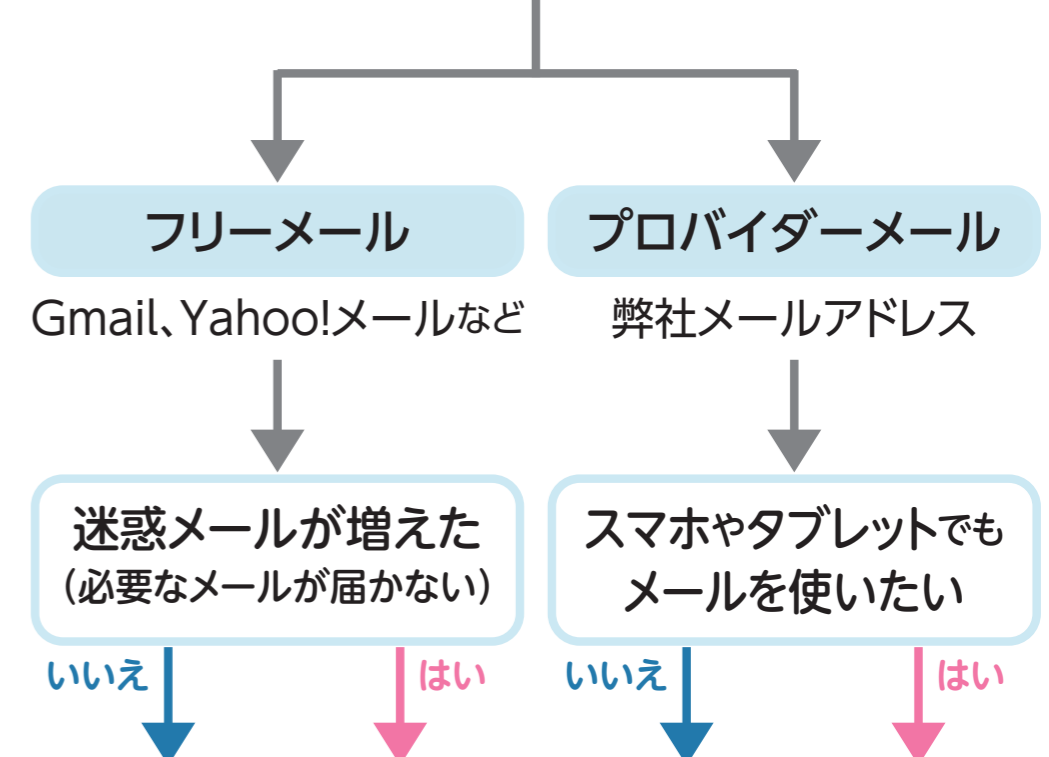 フリーメール
Gmail、Yahoo!メールなど
迷惑メールが増えた
（必要なメールが届かない）
いいえ
はい
プロバイダーメール
弊社メールアドレス
スマホやタブレットでも
メールを使いたい
いいえ
はい